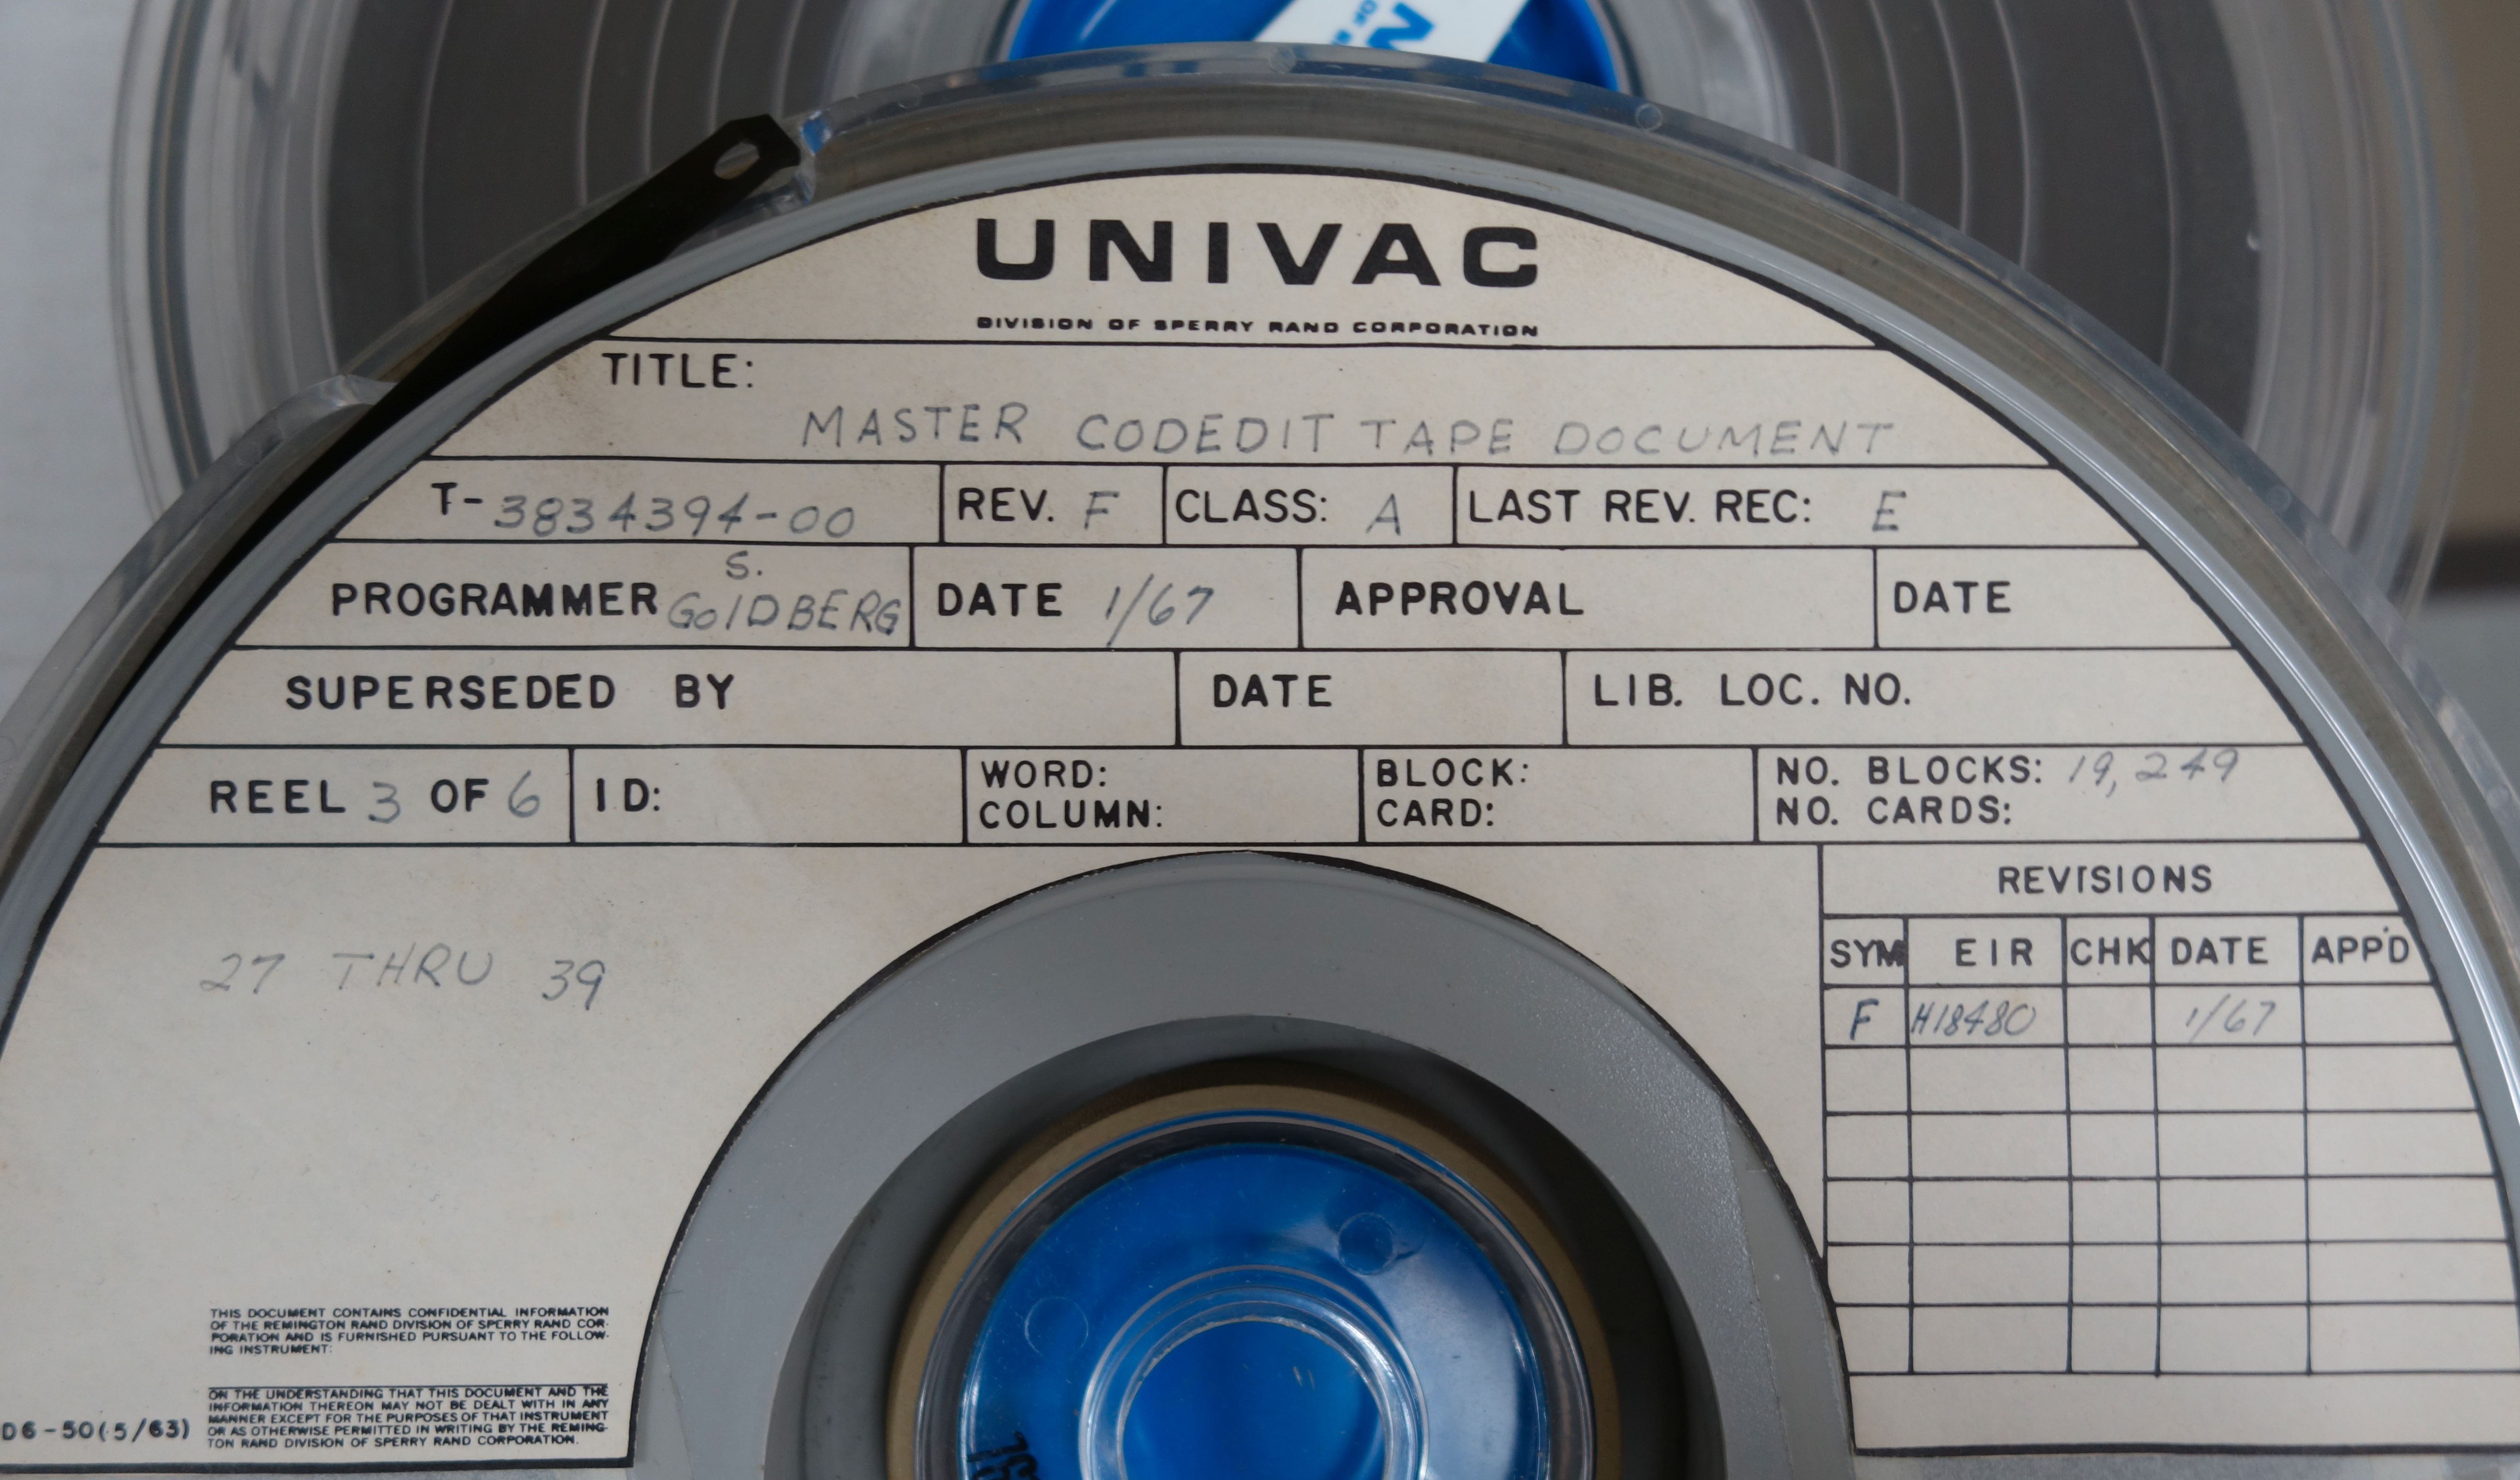 UNIVAC
DIVISION OF SPERRY RAND CORPORATION
TITLE:
MASTER CODEDIT TAPE DOCUMENT
T-3834394-00 REV. F CLASS: A LAST REV. REC: E
PROGRAMMER S. GOlDBERG DATE 1/67 APPROVAL DATE
SUPERSEDED BY DATE LIB. LOC. NO.
REEL 3 OF 6 ID: WORD: BLOCK: NO. BLOCKS: 19,249
COLUMN: CARD: NO. CARDS:
REVISIONS
SYM EIR CHK DATE APP'D
F H18480 1/67
27 THRU 39
THIS DOCUMENT CONTAINS CONFIDENTIAL INFORMATION
OF THE REMINGTON RAND DIVISION OF SPERRY RAND COR-
PORATION AND IS FURNISHED PURSUANT TO THE FOLLOW-
ING INSTRUMENT:
ON THE UNDERSTANDING THAT THIS DOCUMENT AND THE
INFORMATION THEREON MAY NOT BE DEALT WITH IN ANY
MANNER EXCEPT FOR THE PURPOSES OF THAT INSTRUMENT
OR AS OTHERWISE PERMITTED IN WRITING BY THE REMING-
TON RAND DIVISION OF SPERRY RAND CORPORATION.
D6-50(5/63)